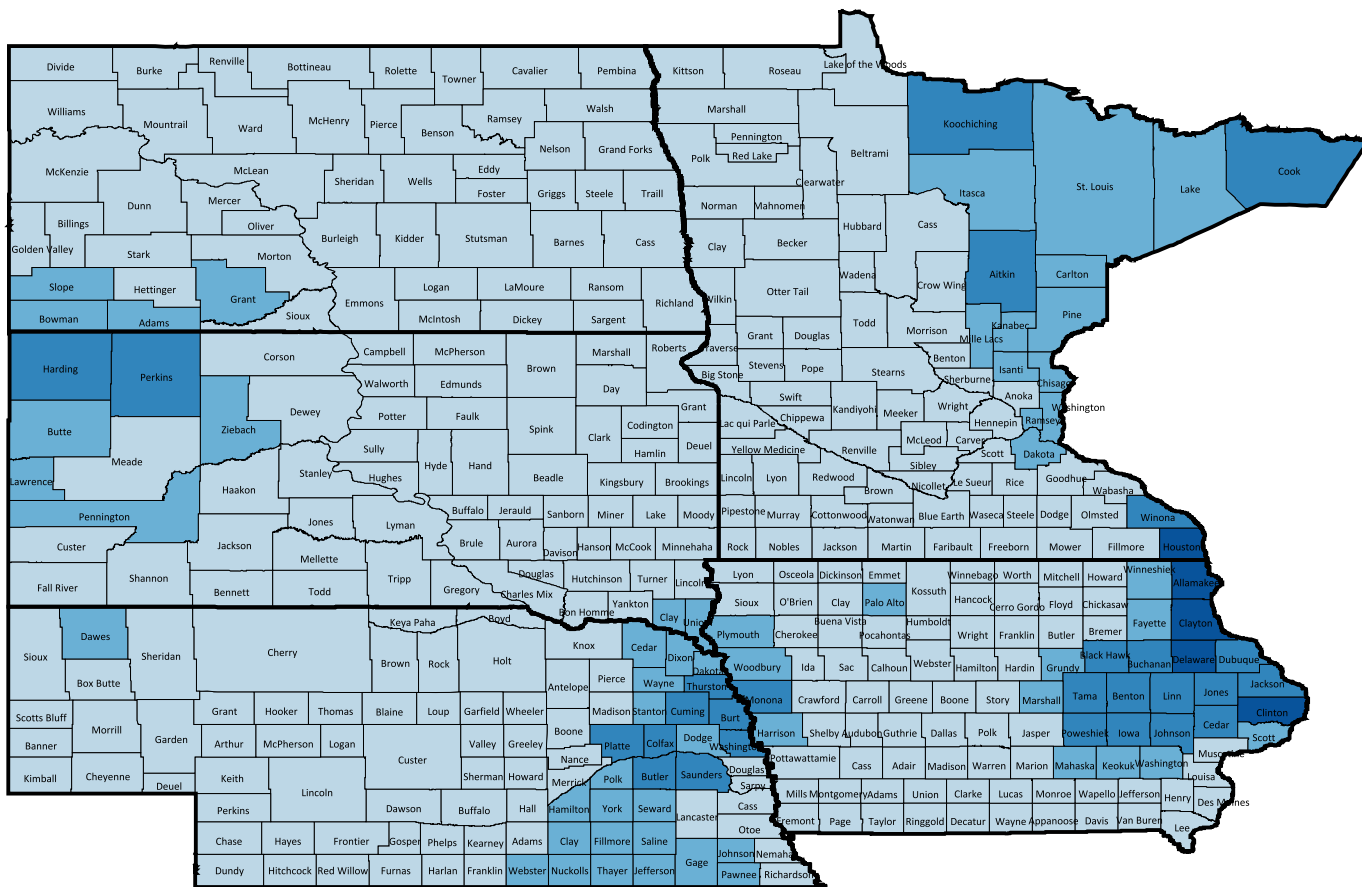 Divide
Burke
Renville
Bottineau
Rolette
Towner
Cavalier
Pembina
Williams
Mountrail
Ward
McHenry
Pierce
Benson
Ramsey
Walsh
Nelson
Grand Forks
McKenzie
McLean
Sheridan
Wells
Eddy
Foster
Griggs
Steele
Traill
Dunn
Mercer
Oliver
Billings
Golden Valley
Stark
Morton
Burleigh
Kidder
Stutsman
Barnes
Cass
Slope
Hettinger
Grant
Sioux
Emmons
Logan
LaMoure
Ransom
Richland
Bowman
Adams
McIntosh
Dickey
Sargent
Kittson
Roseau
Lake of the Woods
Marshall
Pennington
Red Lake
Polk
Beltrami
Clearwater
Koochiching
Itasca
St. Louis
Lake
Cook
Norman
Mahnomen
Hubbard
Cass
Clay
Becker
Wadena
Crow Wing
Aitkin
Carlton
Wilkin
Otter Tail
Todd
Morrison
Mille Lacs
Kanabec
Pine
Grant
Douglas
Traverse
Stevens
Pope
Stearns
Benton
Sherburne
Isanti
Chisago
Big Stone
Swift
Kandiyohi
Meeker
Wright
Anoka
Washington
Hennepin
Ramsey
Chippewa
Lac qui Parle
Yellow Medicine
Renville
McLeod
Carver
Scott
Dakota
Sibley
Lincoln
Lyon
Redwood
Brown
Nicollet
Le Sueur
Rice
Goodhue
Wabasha
Pipestone
Murray
Cottonwood
Watonwan
Blue Earth
Waseca
Steele
Dodge
Olmsted
Winona
Rock
Nobles
Jackson
Martin
Faribault
Freeborn
Mower
Fillmore
Houston
Harding
Perkins
Corson
Campbell
McPherson
Brown
Marshall
Roberts
Walworth
Edmunds
Day
Butte
Ziebach
Dewey
Potter
Faulk
Spink
Clark
Codington
Grant
Hamlin
Deuel
Meade
Sully
Lawrence
Haakon
Stanley
Hughes
Hyde
Hand
Beadle
Kingsbury
Brookings
Pennington
Jones
Lyman
Buffalo
Jerauld
Sanborn
Miner
Lake
Moody
Custer
Jackson
Mellette
Brule
Aurora
Davison
Hanson
McCook
Minnehaha
Fall River
Shannon
Bennett
Todd
Tripp
Gregory
Douglas
Charles Mix
Hutchinson
Turner
Lincoln
Bon Homme
Yankton
Clay
Union
Sioux
Dawes
Sheridan
Cherry
Keya Paha
Boyd
Brown
Rock
Holt
Knox
Cedar
Dixon
Dakota
Box Butte
Antelope
Pierce
Wayne
Thurston
Scotts Bluff
Morrill
Garden
Grant
Hooker
Thomas
Blaine
Loup
Garfield
Wheeler
Madison
Stanton
Cuming
Burt
Banner
Arthur
McPherson
Logan
Custer
Valley
Greeley
Boone
Platte
Colfax
Dodge
Washington
Kimball
Cheyenne
Deuel
Keith
Lincoln
Sherman
Howard
Nance
Merrick
Polk
Butler
Saunders
Douglas
Sarpy
Perkins
Dawson
Buffalo
Hall
Hamilton
York
Seward
Lancaster
Cass
Otoe
Chase
Hayes
Frontier
Gosper
Phelps
Kearney
Adams
Clay
Fillmore
Saline
Gage
Johnson
Nemaha
Dundy
Hitchcock
Red Willow
Furnas
Harlan
Franklin
Webster
Nuckolls
Thayer
Jefferson
Pawnee
Richardson
Lyon
Osceola
Dickinson
Emmet
Kossuth
Winnebago
Worth
Mitchell
Howard
Winneshiek
Allamakee
Sioux
O'Brien
Clay
Palo Alto
Hancock
Cerro Gordo
Floyd
Chickasaw
Fayette
Clayton
Plymouth
Cherokee
Buena Vista
Pocahontas
Humboldt
Wright
Franklin
Butler
Bremer
Woodbury
Ida
Sac
Calhoun
Webster
Hamilton
Hardin
Grundy
Black Hawk
Buchanan
Delaware
Dubuque
Monona
Crawford
Carroll
Greene
Boone
Story
Marshall
Tama
Benton
Linn
Jones
Jackson
Clinton
Harrison
Shelby
Audubon
Guthrie
Dallas
Polk
Jasper
Poweshiek
Iowa
Johnson
Cedar
Scott
Pottawattamie
Cass
Adair
Madison
Warren
Marion
Mahaska
Keokuk
Washington
Muscatine
Louisa
Mills
Montgomery
Adams
Union
Clarke
Lucas
Monroe
Wapello
Jefferson
Henry
Des Moines
Fremont
Page
Taylor
Ringgold
Decatur
Wayne
Appanoose
Davis
Van Buren
Lee